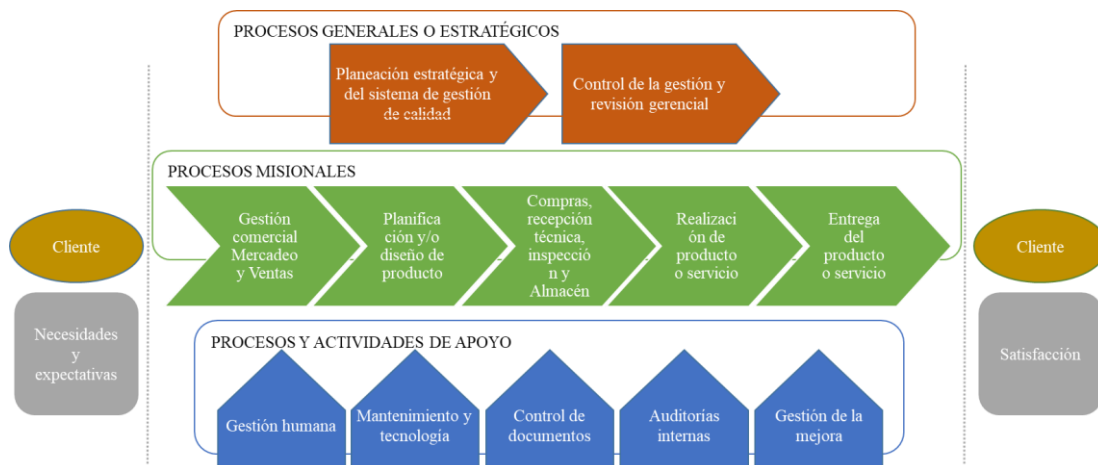 PROCESOS GENERALES O ESTRATÉGICOS
Planeación estratégica y
del sistema de gestión
de calidad
Control de la gestión y
revisión gerencial
PROCESOS MISIONALES
Cliente
Necesidades
y
expectativas
Gestión
comercial
Mercadeo
y Ventas
Planifica
ción y/o
diseño de
producto
Compras,
recepción
técnica,
inspecció
n y
Almacén
Realizaci
ón de
producto
o servicio
Entrega
del
producto
o servicio
Cliente
Satisfacción
PROCESOS Y ACTIVIDADES DE APOYO
Gestión humana
Mantenimiento y
tecnología
Control de
documentos
Auditorías
internas
Gestión de la
mejora